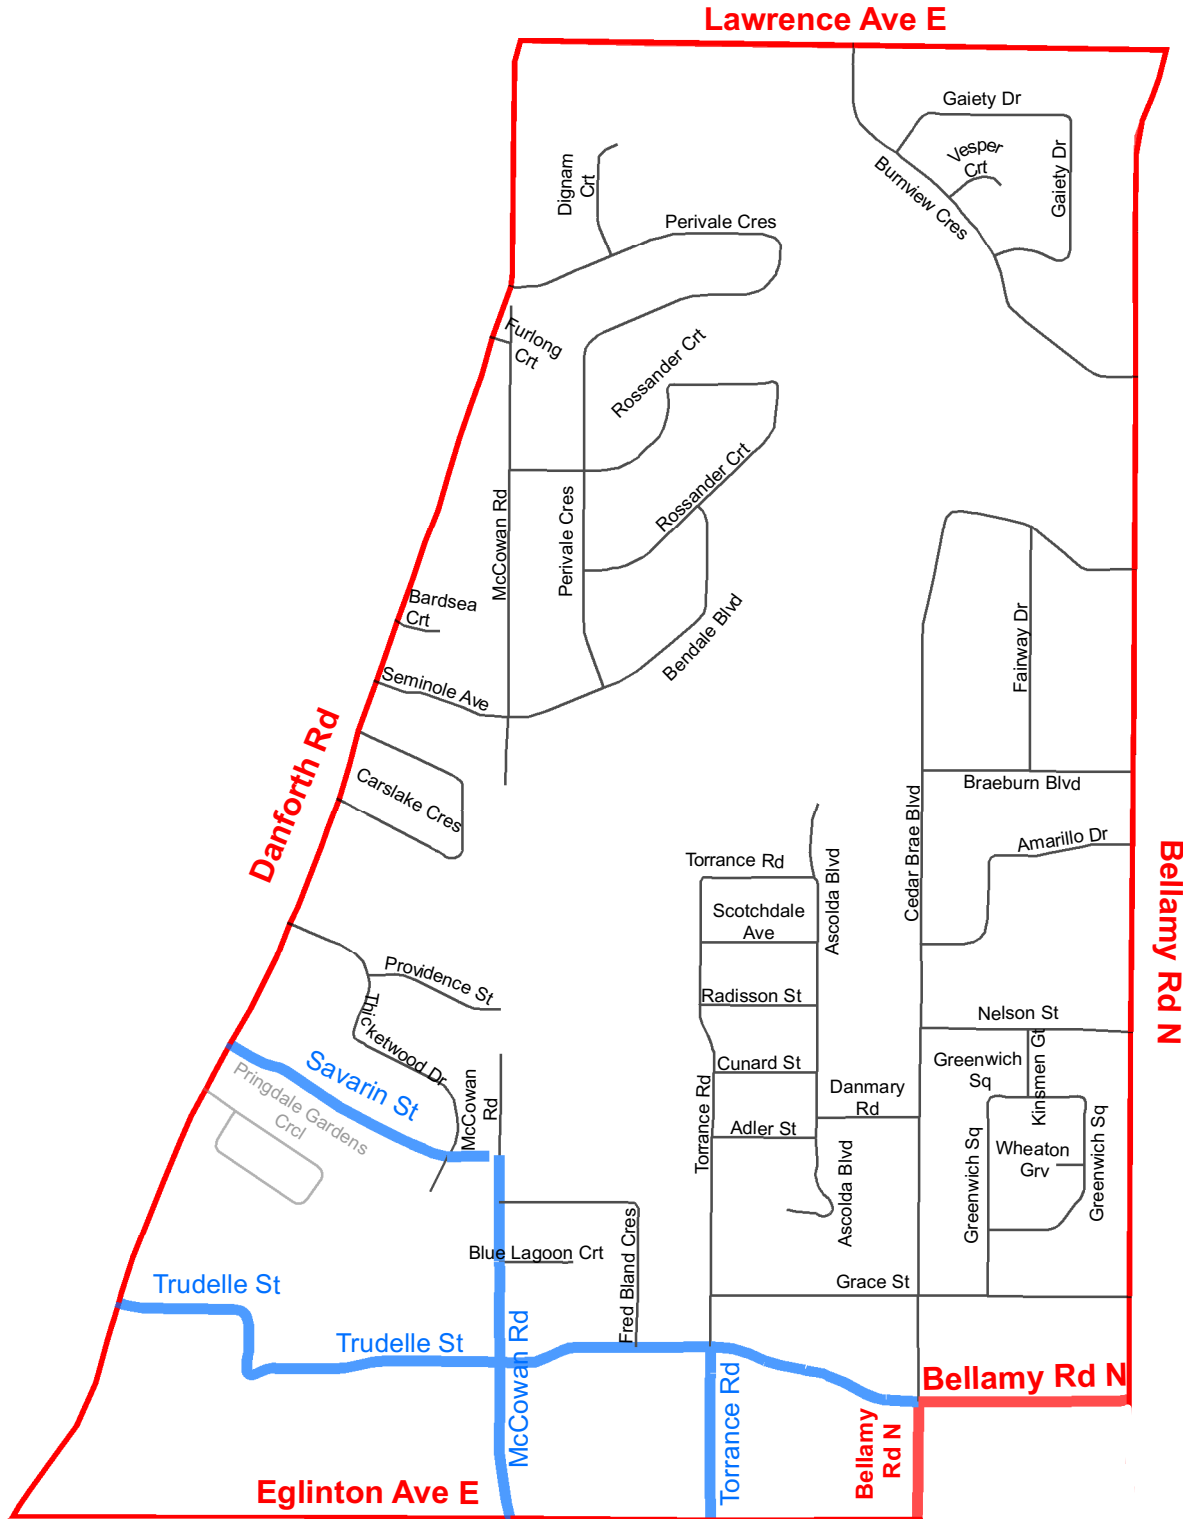 Lawrence Ave E
Gaiety Dr
Vesper
Crt
Gaiety Dr
Burnview Cres
Dignam
Crt
Perivale Cres
Furlong
Crt
Rossander Crt
Rossander Crt
McCowan Rd
Perivale Cres
Bardsea
Crt
Bendale Blvd
Seminole Ave
Fairway Dr
Danforth Rd
Carslake Cres
Braeburn Blvd
Cedar Brae Blvd
Amarillo Dr
Bellamy Rd N
Torrance Rd
Ascolda Blvd
Scotchdale
Ave
Providence St
Radisson St
Thicketwood Dr
Nelson St
Kinsmen Gt
Savarin St
Pringdale Gardens
Crcl
McCowan
Rd
Cunard St
Torrance Rd
Danmary
Rd
Greenwich
Sq
Adler St
Ascolda Blvd
Greenwich Sq
Wheaton
Grv
Greenwich Sq
Blue Lagoon Crt
Fred Bland Cres
Grace St
Trudelle St
Trudelle St
McCowan Rd
Torrance Rd
Bellamy Rd N
Bellamy
Rd N
Eglinton Ave E